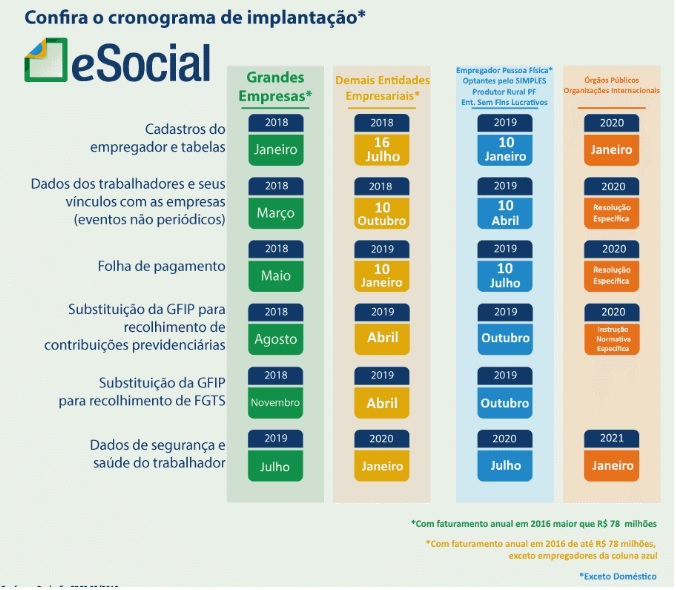 Confira o cronograma de implantação*
eSocial
Grandes
Empresas*
Demais Entidades
Empresariais*
Empregador Pessoa Física*
Optantes pelo SIMPLES
Produtor Rural PF
Ent. Sem Fins Lucrativos
Órgãos Públicos
Organizações Internacionais
Cadastros do
empregador e tabelas
2018
Janeiro
2018
16
Julho
2019
10
Janeiro
2020
Janeiro
Dados dos trabalhadores e seus
vínculos com as empresas
(eventos não periódicos)
2018
Março
2018
10
Outubro
2019
10
Abril
2020
Resolução
Específica
Folha de pagamento
2018
Maio
2019
10
Janeiro
2019
10
Julho
2020
Resolução
Específica
Substituição da GFIP para
recolhimento de
contribuições previdenciárias
2018
Agosto
2019
Abril
2019
Outubro
2020
Instrução
Normativa
Específica
Substituição da GFIP
para recolhimento de FGTS
2018
Novembro
2019
Abril
2019
Outubro
Dados de segurança e
saúde do trabalhador
2019
Julho
2020
Janeiro
2020
Julho
2021
Janeiro
*Com faturamento anual em 2016 maior que R$ 78 milhões
*Com faturamento anual em 2016 de até R$ 78 milhões,
exceto empregadores da coluna azul
*Exceto Doméstico